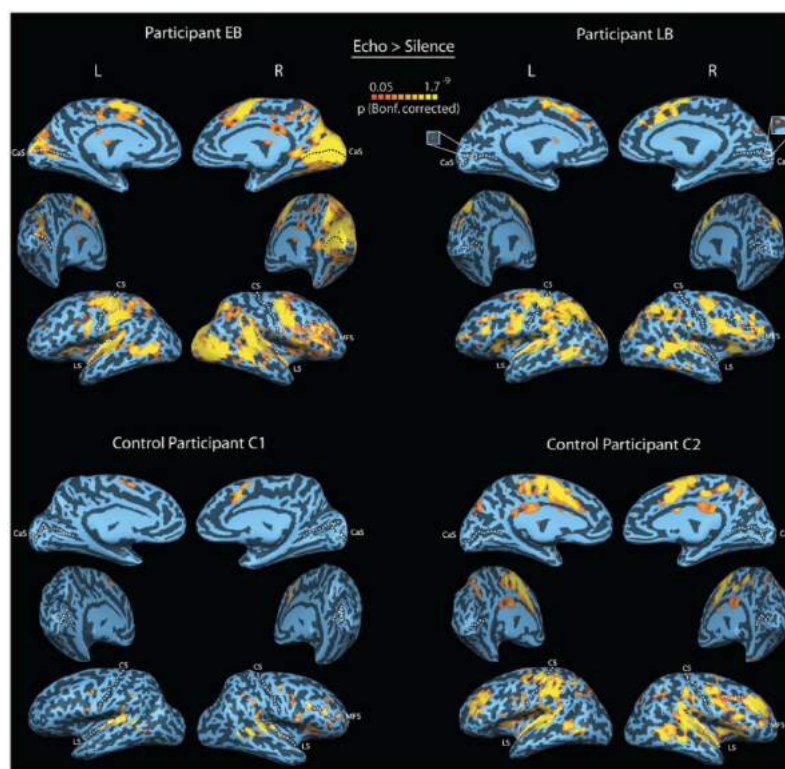 Participant EB
Echo > Silence
Participant LB
L
R
0.05
1.7⁻⁹
p (Bonf. corrected)
L
R
CaS
CaS
CaS
CS
LS
LS
MFS
CS
LS
LS
Control Participant C1
Control Participant C2
CaS
CaS
CaS
CS
CS
LS
LS
MFS
CS
CS
LS
LS
MFS